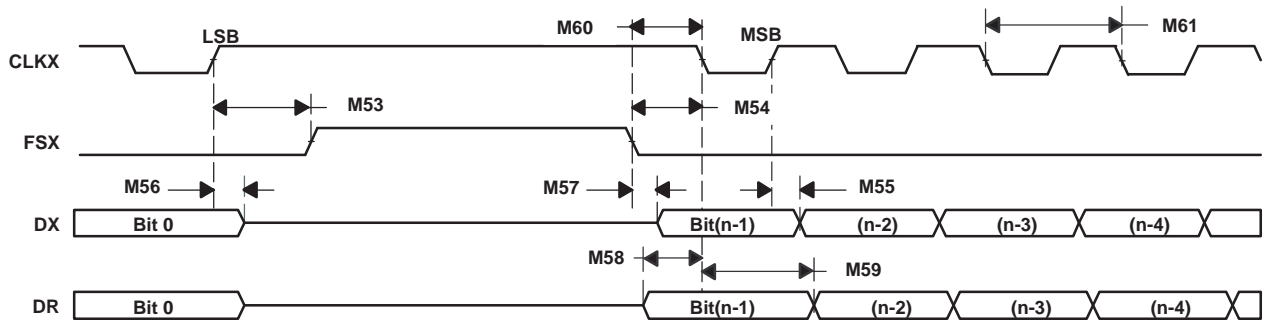 M60
M61
LSB
MSB
CLKX
M53
M54
FSX
M56
M57
M55
DX
Bit 0
Bit(n-1)
(n-2)
(n-3)
(n-4)
M58
M59
DR
Bit 0
Bit(n-1)
(n-2)
(n-3)
(n-4)